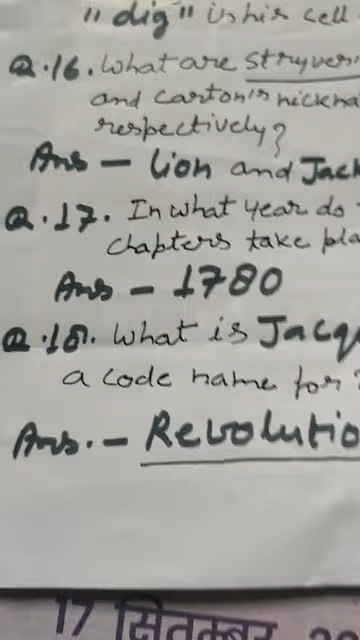 "dig" in his cell
Q.16. What are Stryver's
and Carton's nickna
respectively?
Ans – lion and Jack
Q.17. In what year do
chapters take pla
Ans – 1780
Q.18. What is Jacq
a code name for?
Ans. – Revolutio
17 सितम्बर